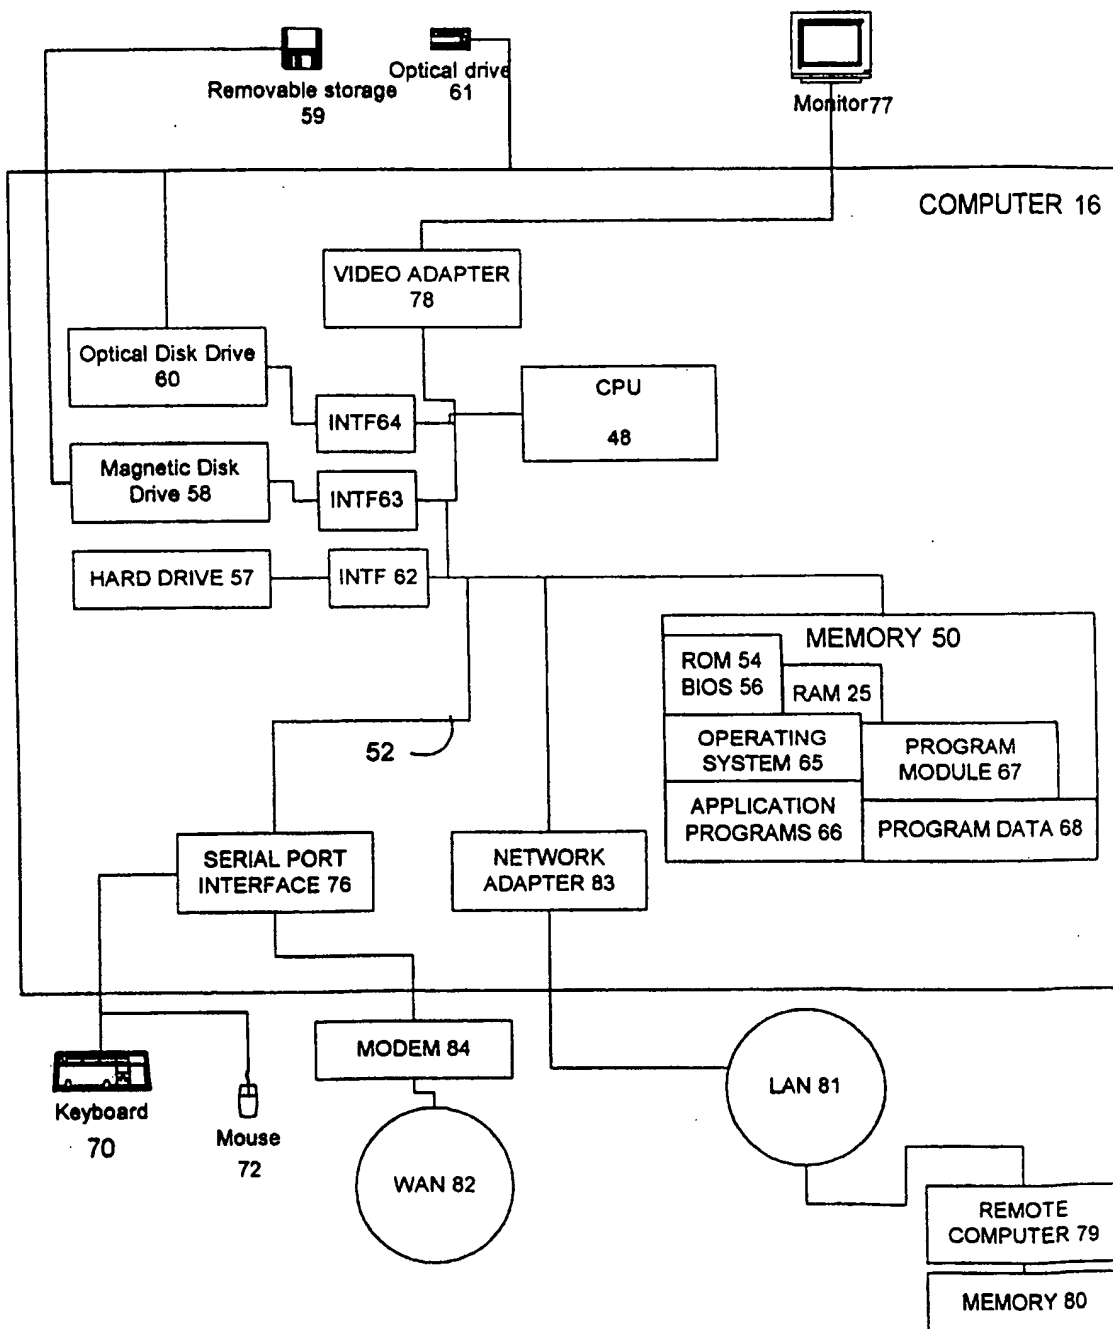 Removable storage
59
Optical drive
61
Monitor77
COMPUTER 16
VIDEO ADAPTER
78
Optical Disk Drive
60
CPU
48
INTF64
Magnetic Disk
Drive 58
INTF63
HARD DRIVE 57
INTF 62
MEMORY 50
ROM 54
BIOS 56
RAM 25
OPERATING
SYSTEM 65
PROGRAM
MODULE 67
APPLICATION
PROGRAMS 66
PROGRAM DATA 68
52
SERIAL PORT
INTERFACE 76
NETWORK
ADAPTER 83
MODEM 84
LAN 81
Keyboard
70
Mouse
72
WAN 82
REMOTE
COMPUTER 79
MEMORY 80